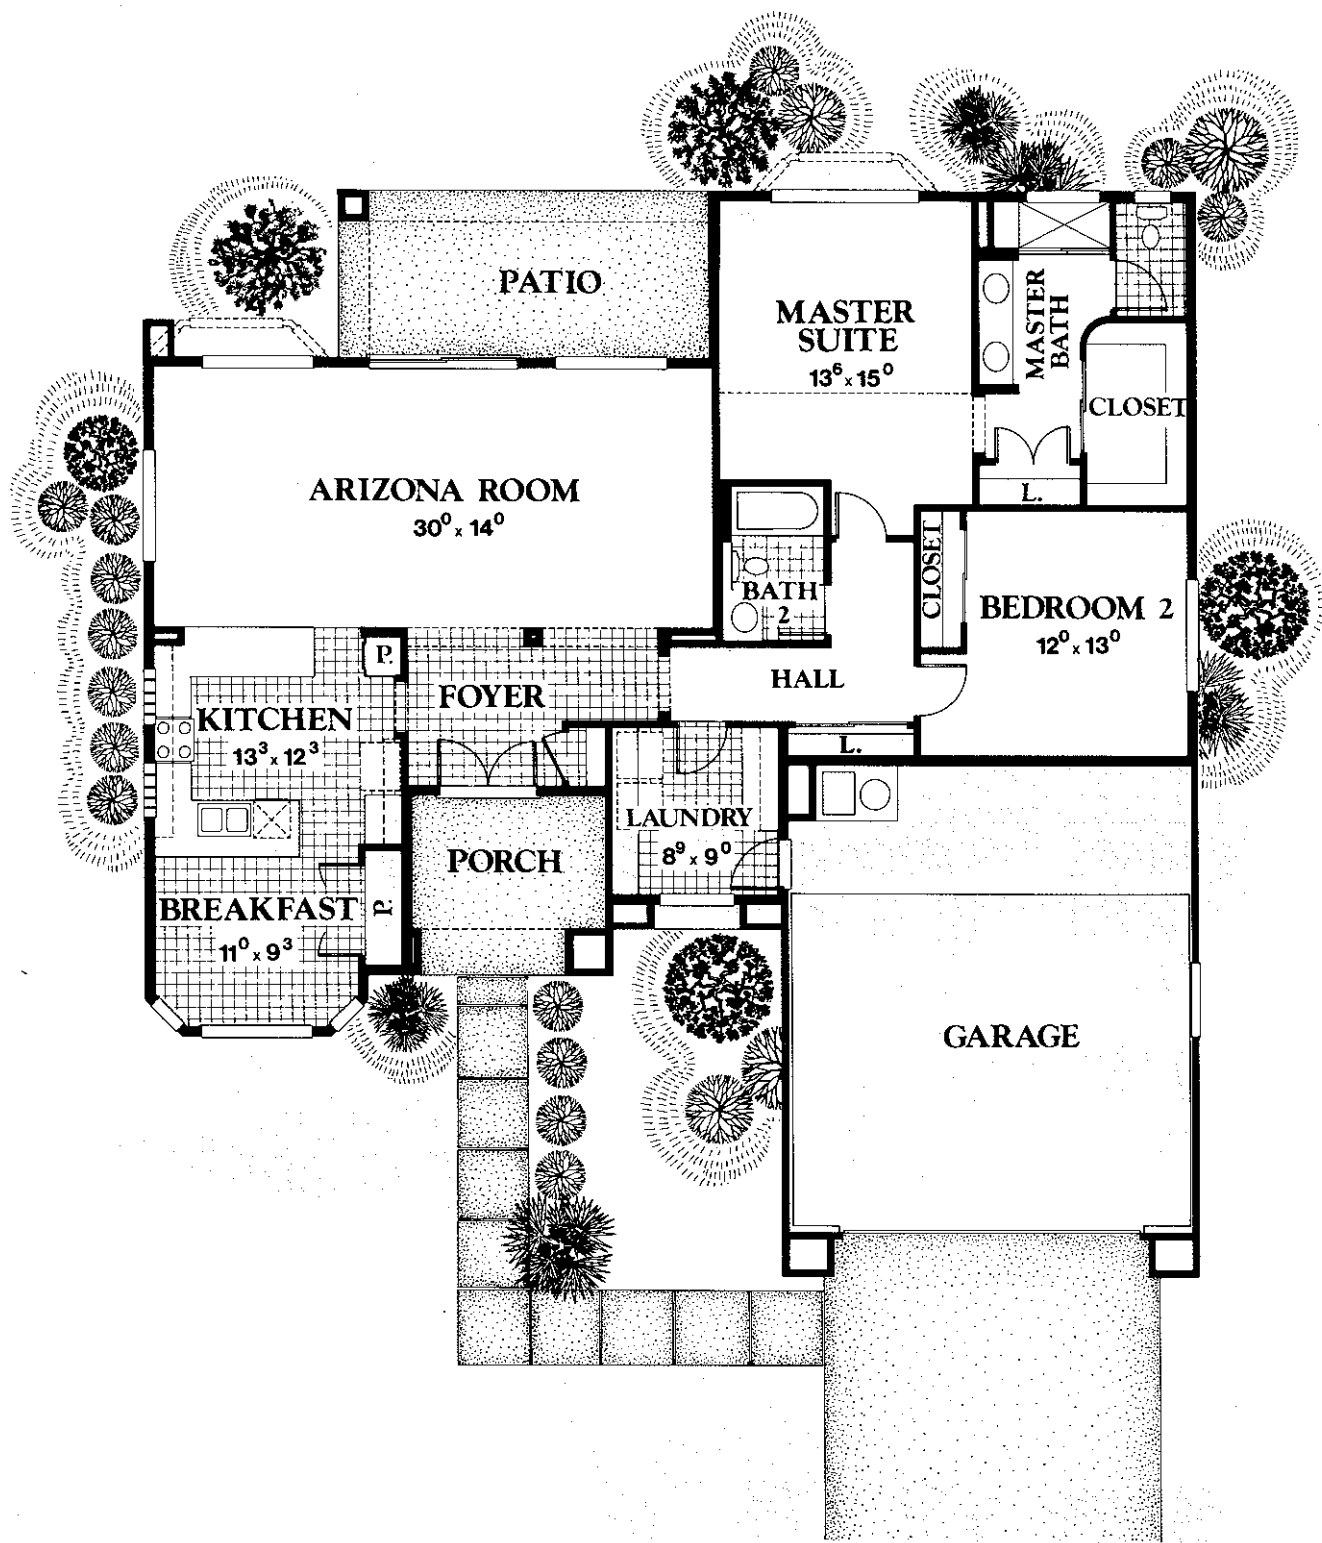 PATIO
MASTER
SUITE
13⁶ x 15⁰
MASTER
BATH
CLOSET
L.
ARIZONA ROOM
30⁰ x 14⁰
CLOSET
BATH
2
BEDROOM 2
12⁰ x 13⁰
P.
FOYER
HALL
KITCHEN
13³ x 12³
L.
LAUNDRY
8⁹ x 9⁰
PORCH
BREAKFAST
11⁰ x 9³
P.
GARAGE